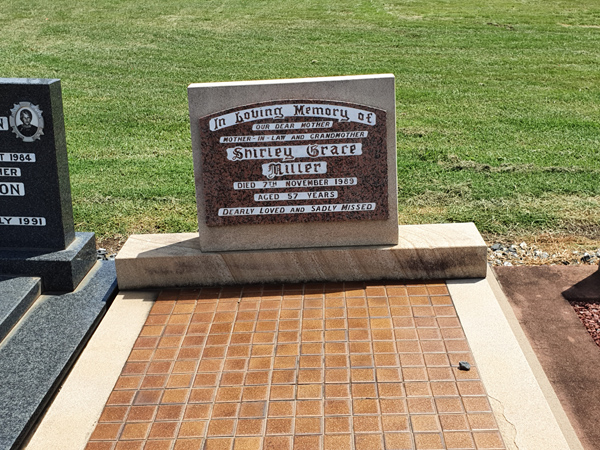 In Loving Memory of
OUR DEAR MOTHER
MOTHER-IN-LAW AND GRANDMOTHER
Shirley Grace
Miller
DIED 7TH NOVEMBER 1989
AGED 57 YEARS
DEARLY LOVED AND SADLY MISSED
N
T 1984
HER
ON
LY 1991